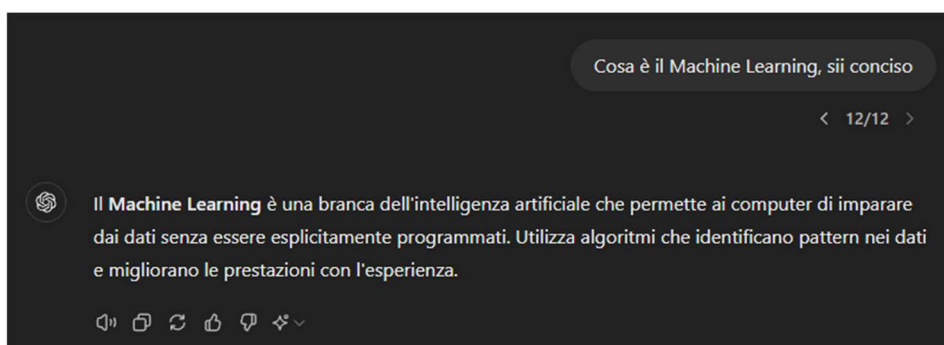 Cosa è il Machine Learning, sii conciso
12/12
Il Machine Learning è una branca dell'intelligenza artificiale che permette ai computer di imparare
dai dati senza essere esplicitamente programmati. Utilizza algoritmi che identificano pattern nei dati
e migliorano le prestazioni con l'esperienza.